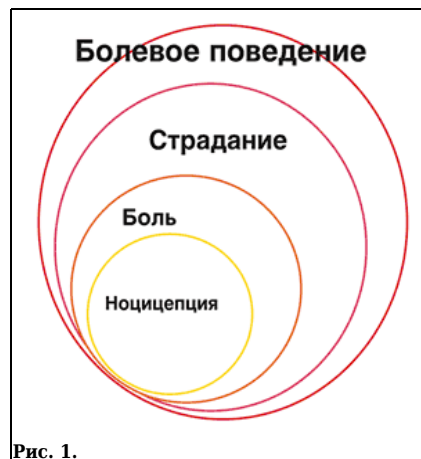 Болевое поведение
Страдание
Боль
Ноцицепция
Рис. 1.